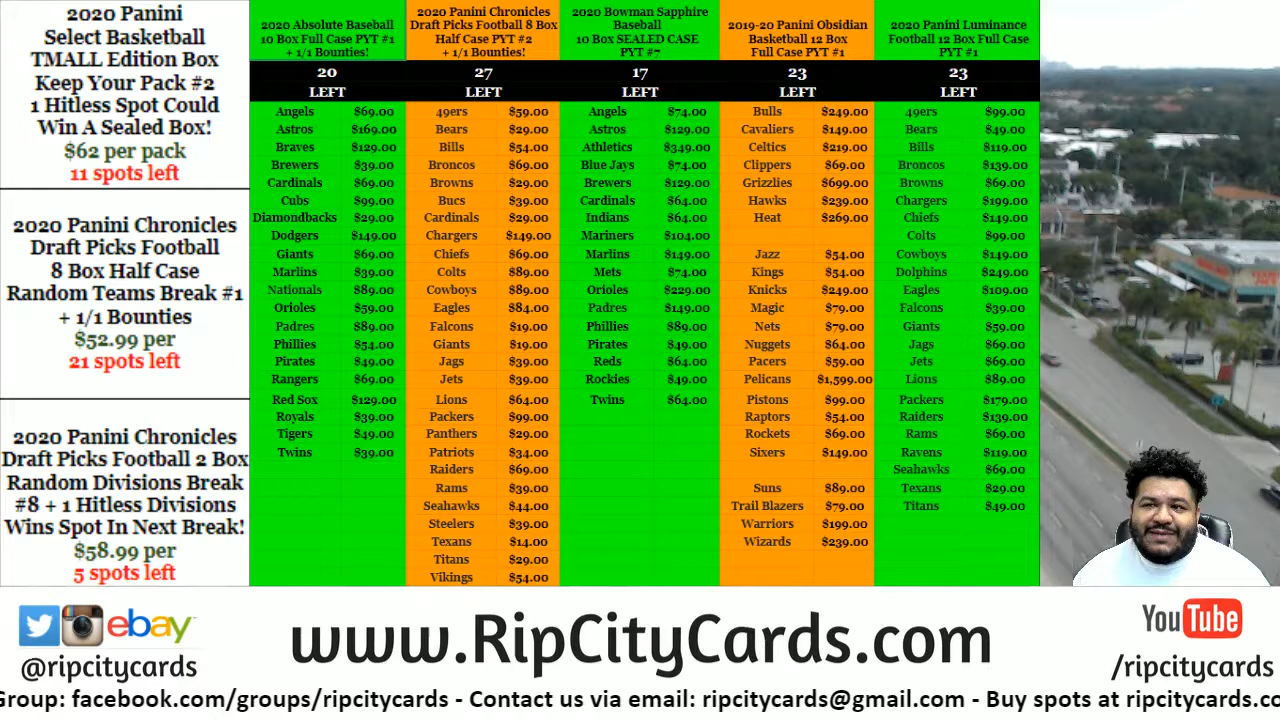 2020 Panini
Select Basketball
TMALL Edition Box
Keep Your Pack #2
1 Hitless Spot Could
Win A Sealed Box!
$62 per pack
11 spots left
2020 Panini Chronicles
Draft Picks Football
8 Box Half Case
Random Teams Break #1
+ 1/1 Bounties
$52.99 per
21 spots left
2020 Panini Chronicles
Draft Picks Football 2 Box
Random Divisions Break
#8 + 1 Hitless Divisions
Wins Spot In Next Break!
$58.99 per
5 spots left
2020 Absolute Baseball
10 Box Full Case PYT #1
+ 1/1 Bounties!
20
LEFT
Angels $69.00
Astros $169.00
Braves $129.00
Brewers $39.00
Cardinals $69.00
Cubs $99.00
Diamondbacks $29.00
Dodgers $149.00
Giants $69.00
Marlins $39.00
Nationals $89.00
Orioles $59.00
Padres $89.00
Phillies $54.00
Pirates $49.00
Rangers $69.00
Red Sox $129.00
Royals $39.00
Tigers $49.00
Twins $39.00
2020 Panini Chronicles
Draft Picks Football 8 Box
Half Case PYT #2
+ 1/1 Bounties!
27
LEFT
49ers $59.00
Bears $29.00
Bills $54.00
Broncos $69.00
Browns $29.00
Bucs $39.00
Cardinals $29.00
Chargers $149.00
Chiefs $69.00
Colts $89.00
Cowboys $89.00
Eagles $84.00
Falcons $19.00
Giants $19.00
Jags $39.00
Jets $39.00
Lions $64.00
Packers $99.00
Panthers $29.00
Patriots $34.00
Raiders $69.00
Rams $39.00
Seahawks $44.00
Steelers $39.00
Texans $14.00
Titans $29.00
Vikings $54.00
2020 Bowman Sapphire
Baseball
10 Box SEALED CASE
PYT #7
17
LEFT
Angels $74.00
Astros $129.00
Athletics $349.00
Blue Jays $74.00
Brewers $129.00
Cardinals $64.00
Indians $64.00
Mariners $104.00
Marlins $149.00
Mets $74.00
Orioles $229.00
Padres $149.00
Phillies $89.00
Pirates $49.00
Reds $64.00
Rockies $49.00
Twins $64.00
2019-20 Panini Obsidian
Basketball 12 Box
Full Case PYT #1
23
LEFT
Bulls $249.00
Cavaliers $149.00
Celtics $219.00
Clippers $69.00
Grizzlies $699.00
Hawks $239.00
Heat $269.00
Jazz $54.00
Kings $54.00
Knicks $249.00
Magic $79.00
Nets $79.00
Nuggets $64.00
Pacers $59.00
Pelicans $1,599.00
Pistons $99.00
Raptors $54.00
Rockets $69.00
Sixers $149.00
Suns $89.00
Trail Blazers $79.00
Warriors $199.00
Wizards $239.00
2020 Panini Luminance
Football 12 Box Full Case
PYT #1
23
LEFT
49ers $99.00
Bears $49.00
Bills $119.00
Broncos $139.00
Browns $69.00
Chargers $199.00
Chiefs $149.00
Colts $99.00
Cowboys $149.00
Dolphins $249.00
Eagles $109.00
Falcons $39.00
Giants $59.00
Jags $69.00
Jets $69.00
Lions $89.00
Packers $179.00
Raiders $139.00
Rams $69.00
Ravens $119.00
Seahawks $69.00
Texans $29.00
Titans $49.00
ebay
@ripcitycards
www.RipCityCards.com
YouTube
/ripcitycards
Group: facebook.com/groups/ripcitycards - Contact us via email: ripcitycards@gmail.com - Buy spots at ripcitycards.co